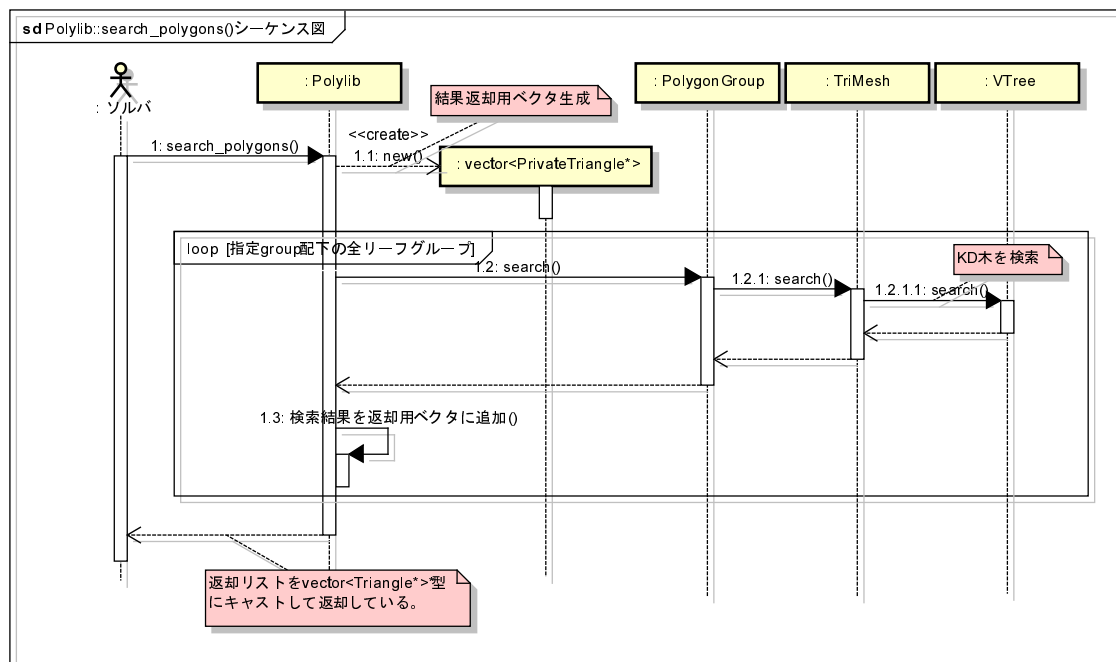 sd Polylib::search_polygons()シーケンス図
: ソルバ
: Polylib
結果返却用ベクタ生成
: PolygonGroup
: TriMesh
: VTree
<<create>>
1: search_polygons()
1.1: new()
: vector<PrivateTriangle*>
loop [指定group配下の全リーフグループ]
KD木を検索
1.2: search()
1.2.1: search()
1.2.1.1: search()
1.3: 検索結果を返却用ベクタに追加()
返却リストをvector<Triangle*>*型
にキャストして返却している。